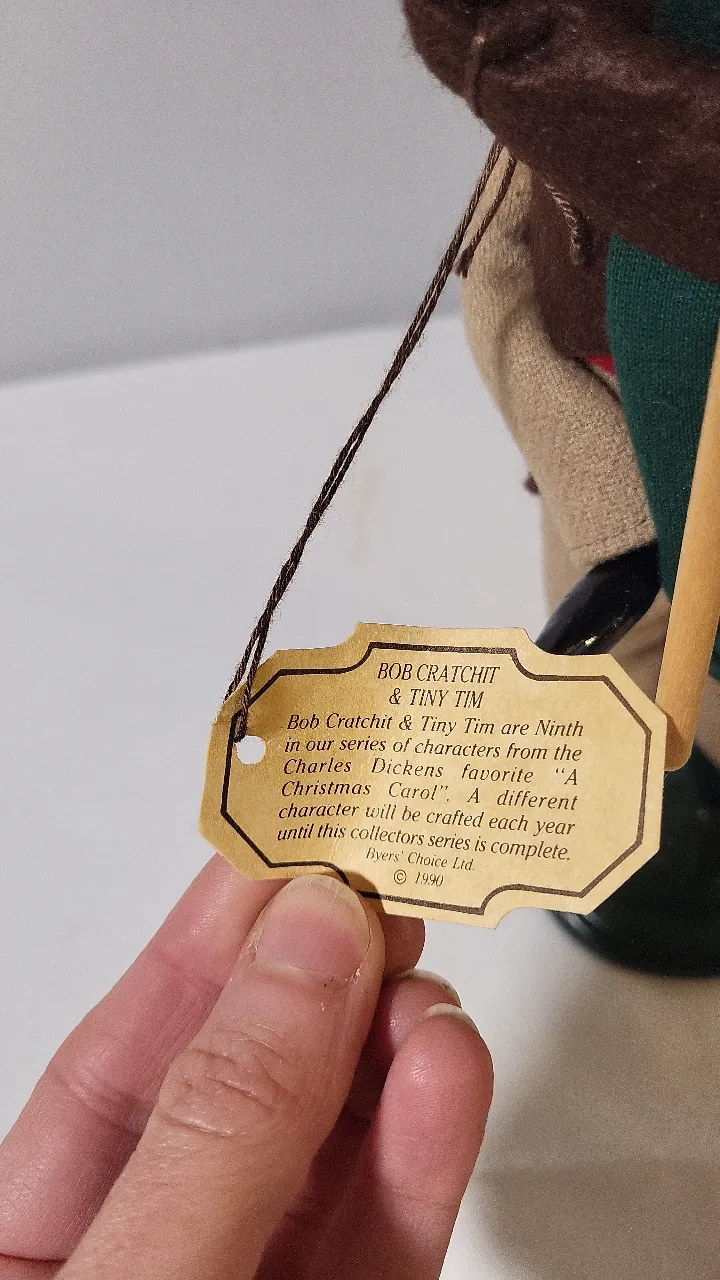 BOB CRATCHIT
& TINY TIM
Bob Cratchit & Tiny Tim are Ninth
in our series of characters from the
Charles Dickens favorite "A
Christmas Carol". A different
character will be crafted each year
until this collectors series is complete.
Byers' Choice Ltd.
© 1990